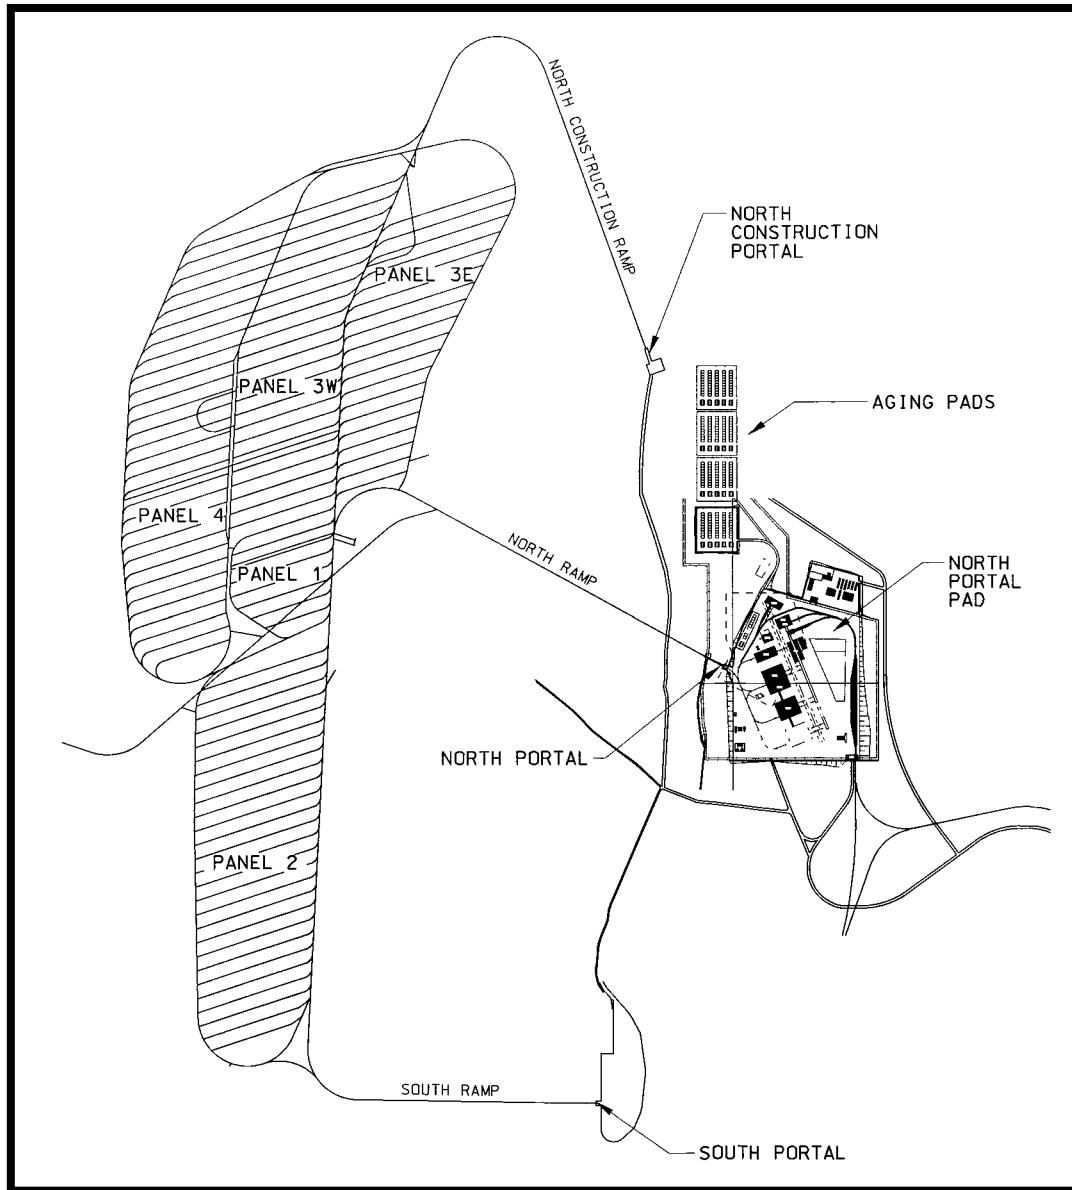 NORTH CONSTRUCTION RAMP
NORTH
CONSTRUCTION
PORTAL
PANEL 3E
PANEL 3W
AGING PADS
PANEL 4
NORTH RAMP
PANEL 1
NORTH
PORTAL
PAD
NORTH PORTAL
PANEL 2
SOUTH RAMP
SOUTH PORTAL